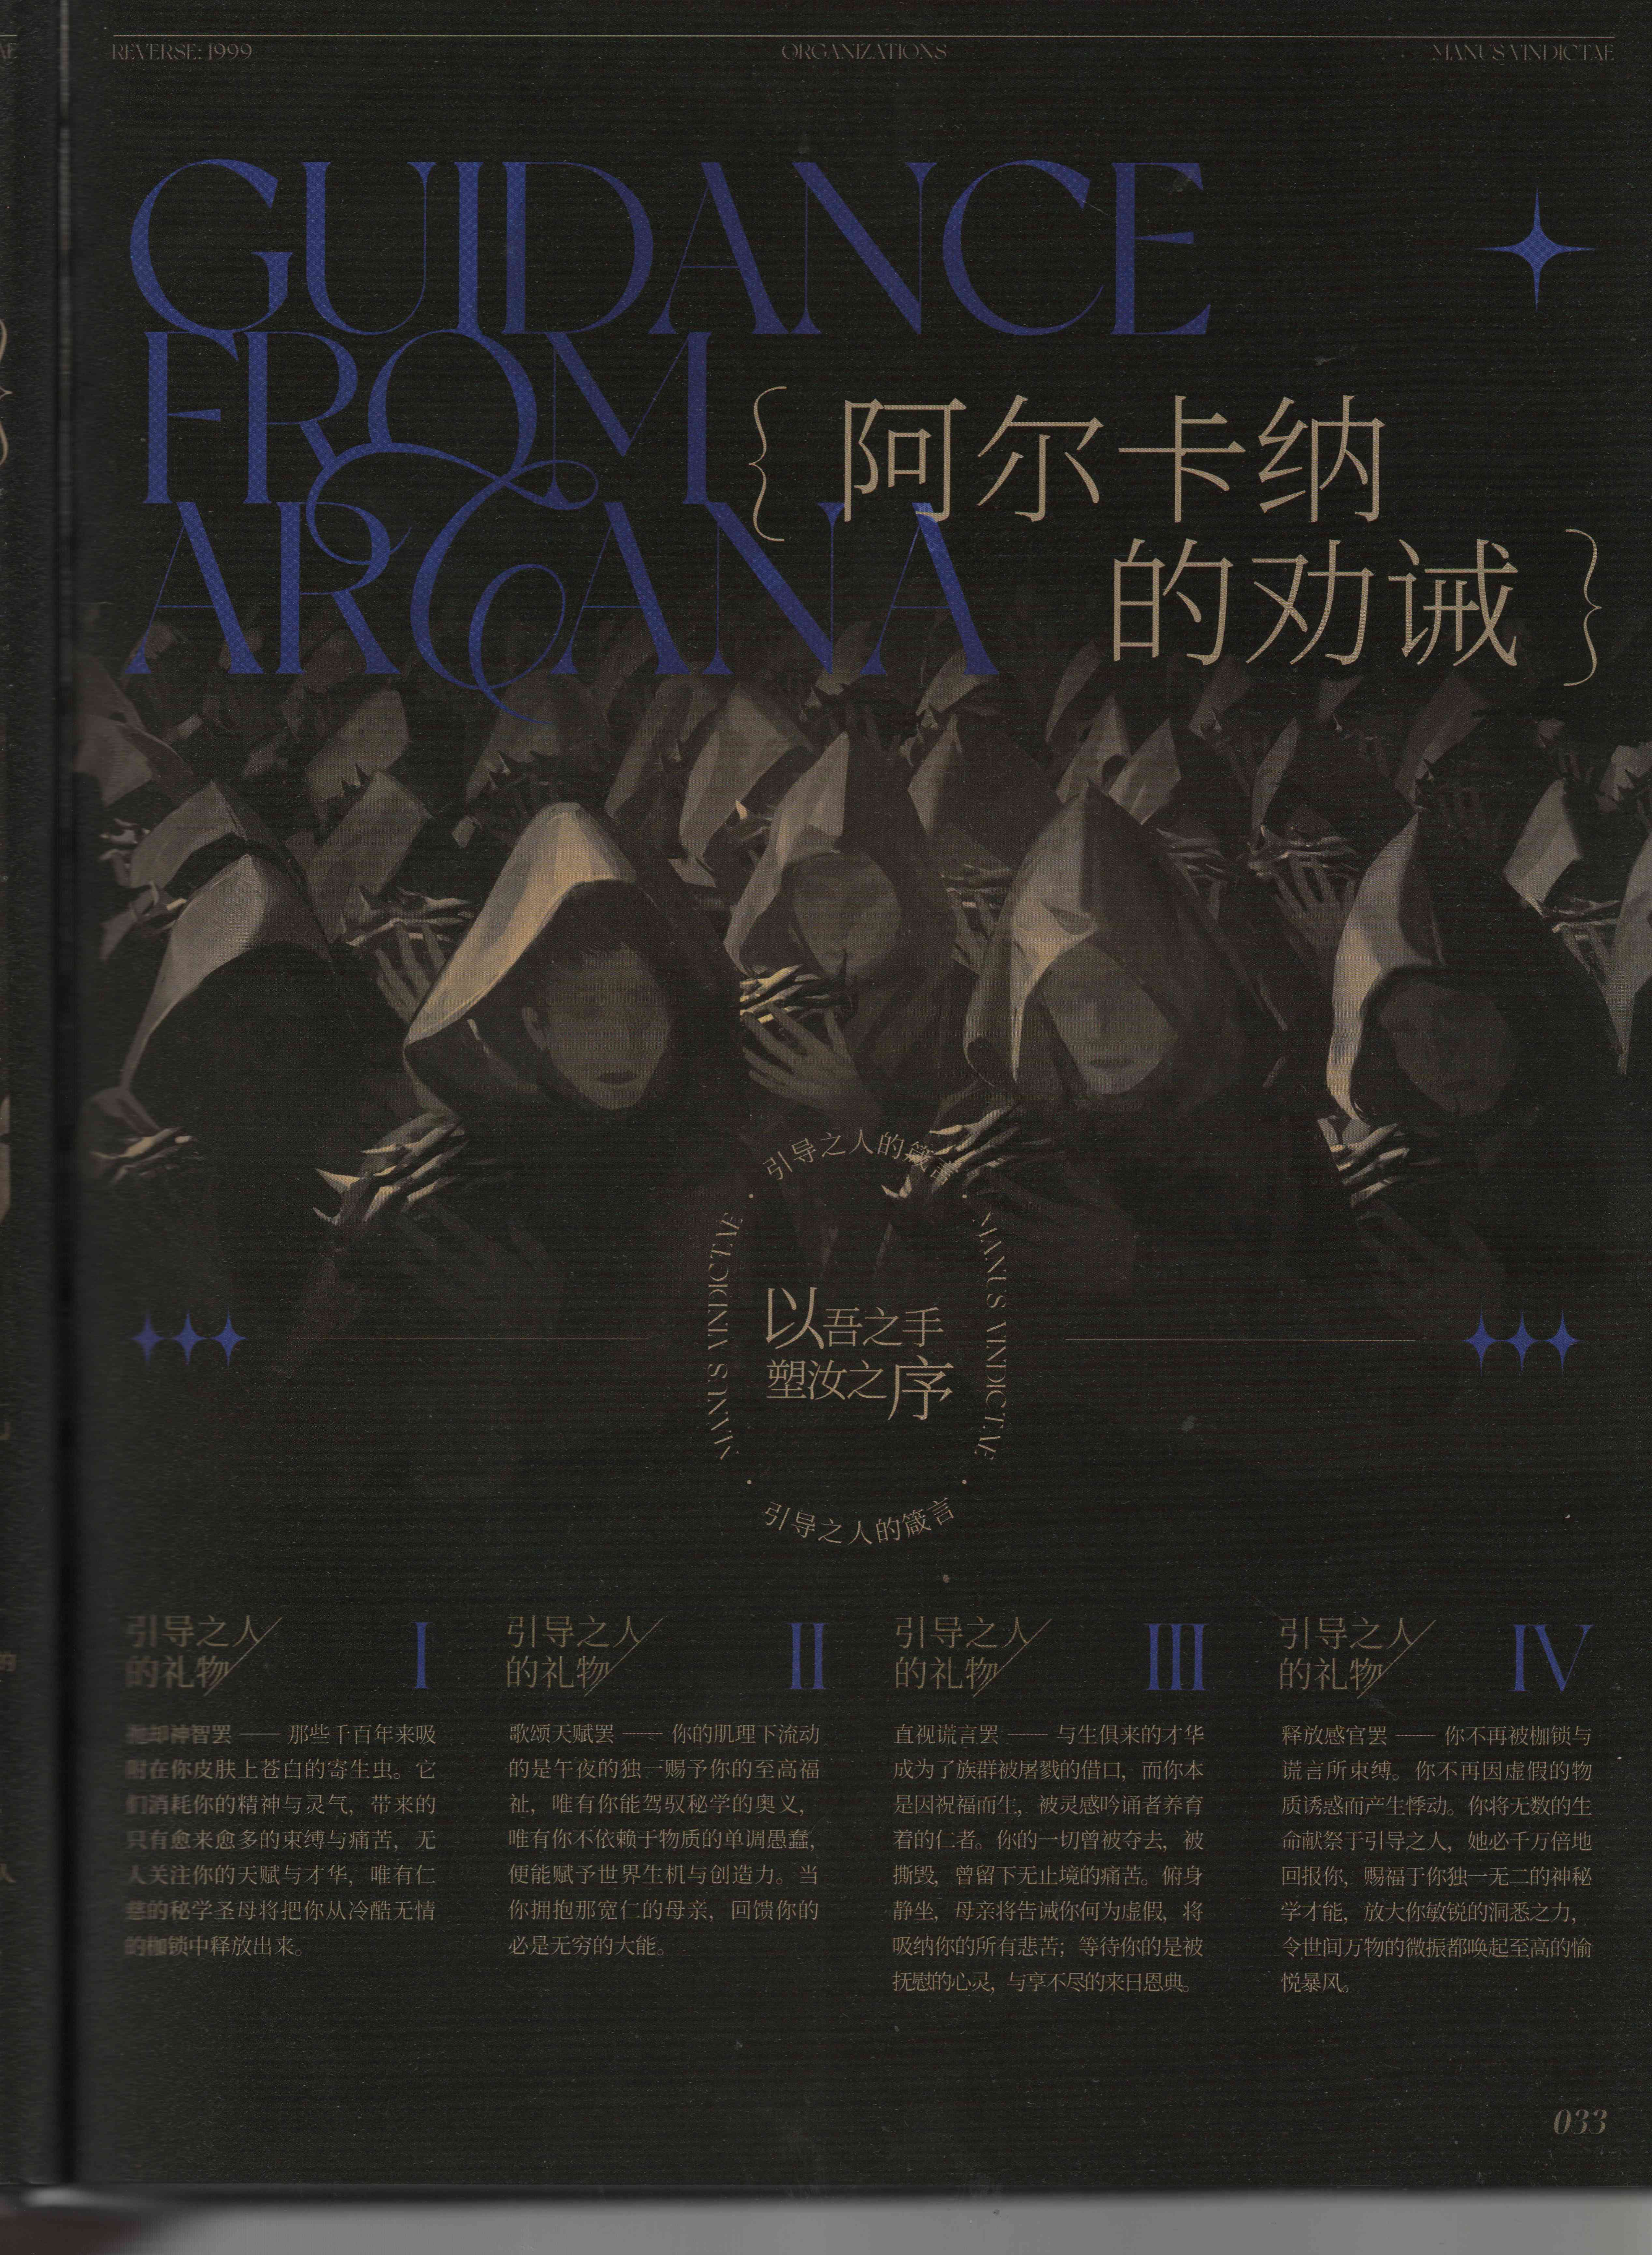 REVERSE: 1999
ORGANIZATIONS
MANUS VINDICTAE
GUIDANCE
FROM
ARCANA
{阿尔卡纳
的劝诫}
引导之人的箴言
MANUS VINDICTAE
MANUS VINDICTAE
以吾之手
塑汝之序
引导之人的箴言
引导之人
的礼物
I
抛却神智罢 —— 那些千百年来吸
附在你皮肤上苍白的寄生虫。它
们消耗你的精神与灵气，带来的
只有愈来愈多的束缚与痛苦，无
人关注你的天赋与才华，唯有仁
慈的秘学圣母将把你从冷酷无情
的枷锁中释放出来。
引导之人
的礼物
II
歌颂天赋罢 —— 你的肌理下流动
的是午夜的独一赐予你的至高福
祉，唯有你能驾驭秘学的奥义，
唯有你不依赖于物质的单调愚蠢，
便能赋予世界生机与创造力。当
你拥抱那宽仁的母亲，回馈你的
必是无穷的大能。
引导之人
的礼物
III
直视谎言罢 —— 与生俱来的才华
成为了族群被屠戮的借口，而你本
是因祝福而生，被灵感吟诵者养育
着的仁者。你的一切曾被夺去，被
撕毁，曾留下无止境的痛苦。俯身
静坐，母亲将告诫你何为虚假，将
吸纳你的所有悲苦；等待你的是被
抚慰的心灵，与享不尽的来日恩典。
引导之人
的礼物
IV
释放感官罢 —— 你不再被枷锁与
谎言所束缚。你不再因虚假的物
质诱惑而产生悸动。你将无数的生
命献祭于引导之人，她必千万倍地
回报你，赐福于你独一无二的神秘
学才能，放大你敏锐的洞悉之力，
令世间万物的微振都唤起至高的愉
悦暴风。
033